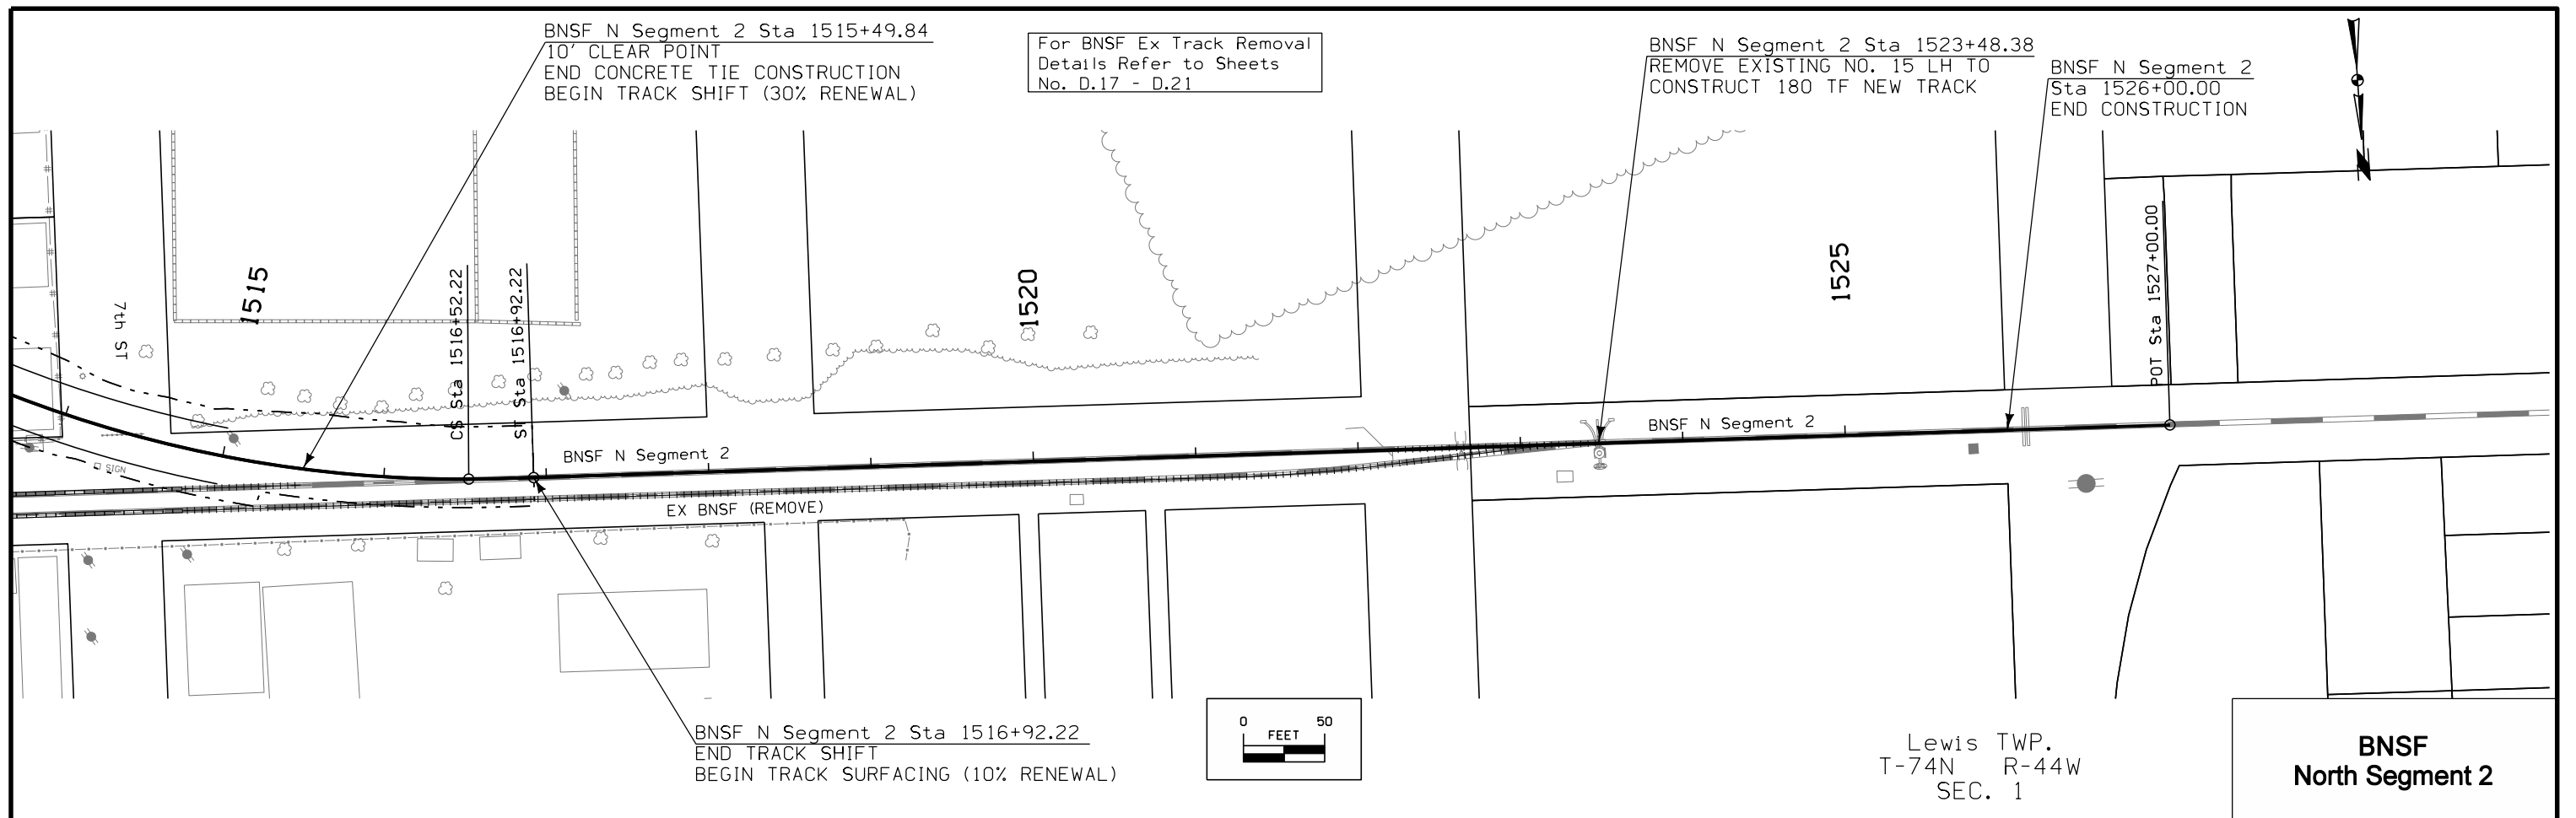 BNSF N Segment 2 Sta 1515+49.84
10' CLEAR POINT
END CONCRETE TIE CONSTRUCTION
BEGIN TRACK SHIFT (30% RENEWAL)
For BNSF Ex Track Removal
Details Refer to Sheets
No. D.17 - D.21
BNSF N Segment 2 Sta 1523+48.38
REMOVE EXISTING NO. 15 LH TO
CONSTRUCT 180 TF NEW TRACK
BNSF N Segment 2
Sta 1526+00.00
END CONSTRUCTION
7th ST
1515
CS Sta 1516+52.22
ST Sta 1516+92.22
1520
1525
POT Sta 1527+00.00
SIGN
BNSF N Segment 2
BNSF N Segment 2
EX BNSF (REMOVE)
BNSF N Segment 2 Sta 1516+92.22
END TRACK SHIFT
BEGIN TRACK SURFACING (10% RENEWAL)
0 50
FEET
Lewis TWP.
T-74N R-44W
SEC. 1
BNSF
North Segment 2